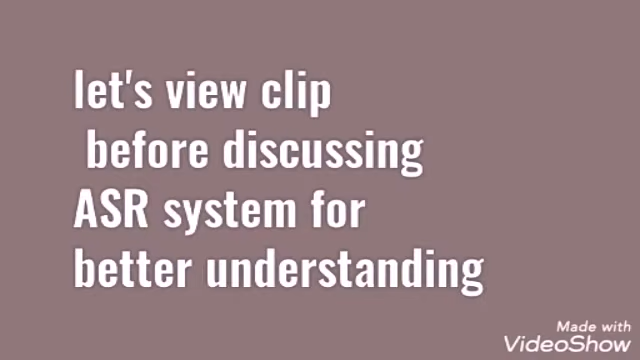 let's view clip
before discussing
ASR system for
better understanding
Made with
VideoShow